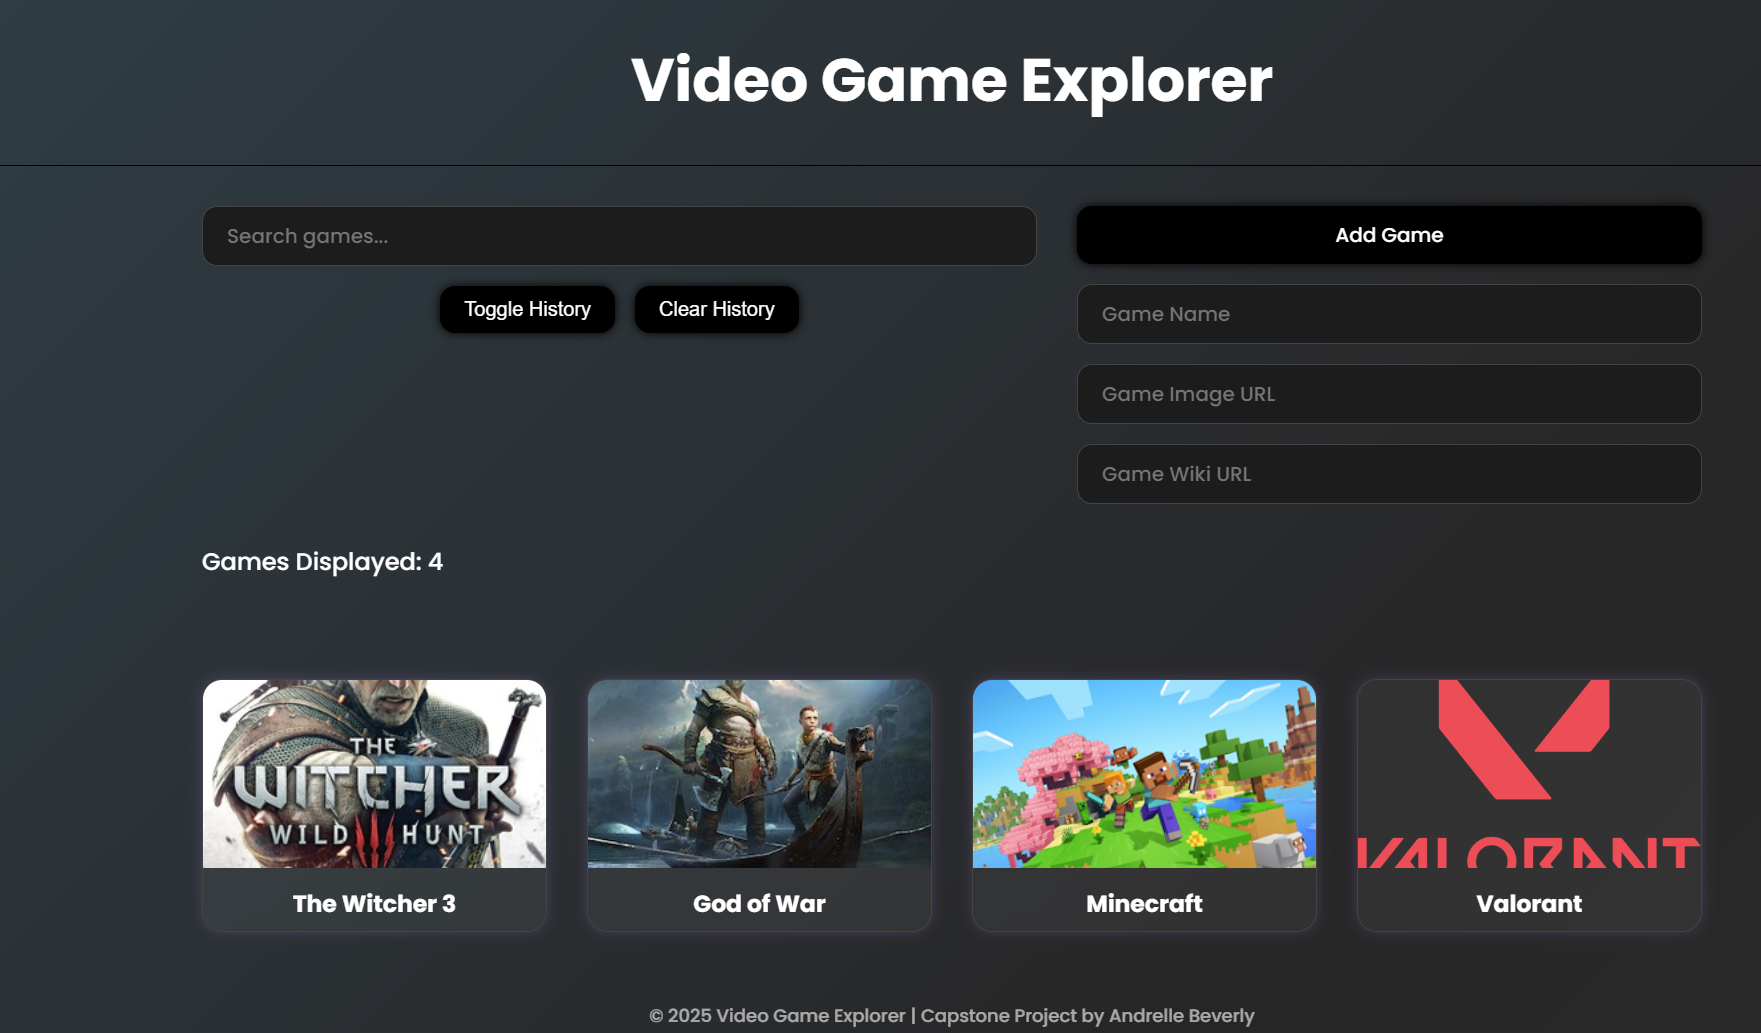 Video Game Explorer
Search games...
Toggle History
Clear History
Add Game
Game Name
Game Image URL
Game Wiki URL
Games Displayed: 4
THE
WITCHER
WILD III HUNT
VALORANT
The Witcher 3
God of War
Minecraft
Valorant
© 2025 Video Game Explorer | Capstone Project by Andrelle Beverly